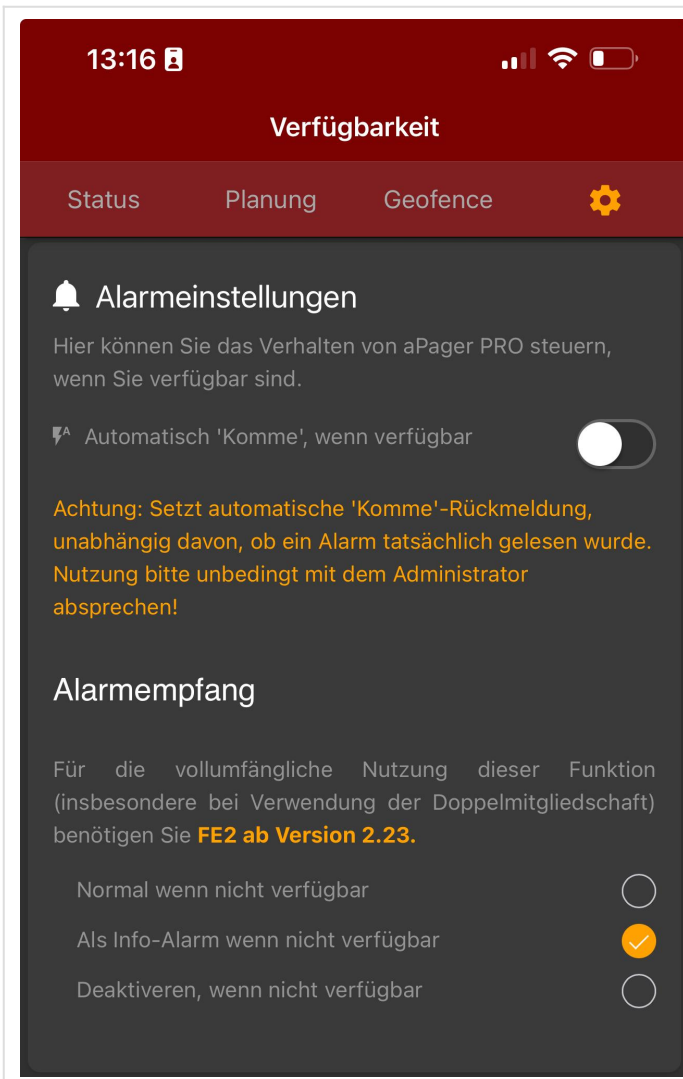 13:16
Verfügbarkeit
Status Planung Geofence
Alarmeinstellungen
Hier können Sie das Verhalten von aPager PRO steuern,
wenn Sie verfügbar sind.
A Automatisch 'Komme', wenn verfügbar
Achtung: Setzt automatische 'Komme'-Rückmeldung,
unabhängig davon, ob ein Alarm tatsächlich gelesen wurde.
Nutzung bitte unbedingt mit dem Administrator
absprechen!
Alarmempfang
Für die vollumfängliche Nutzung dieser Funktion
(insbesondere bei Verwendung der Doppelmitgliedschaft)
benötigen Sie FE2 ab Version 2.23.
Normal wenn nicht verfügbar
Als Info-Alarm wenn nicht verfügbar
Deaktiveren, wenn nicht verfügbar